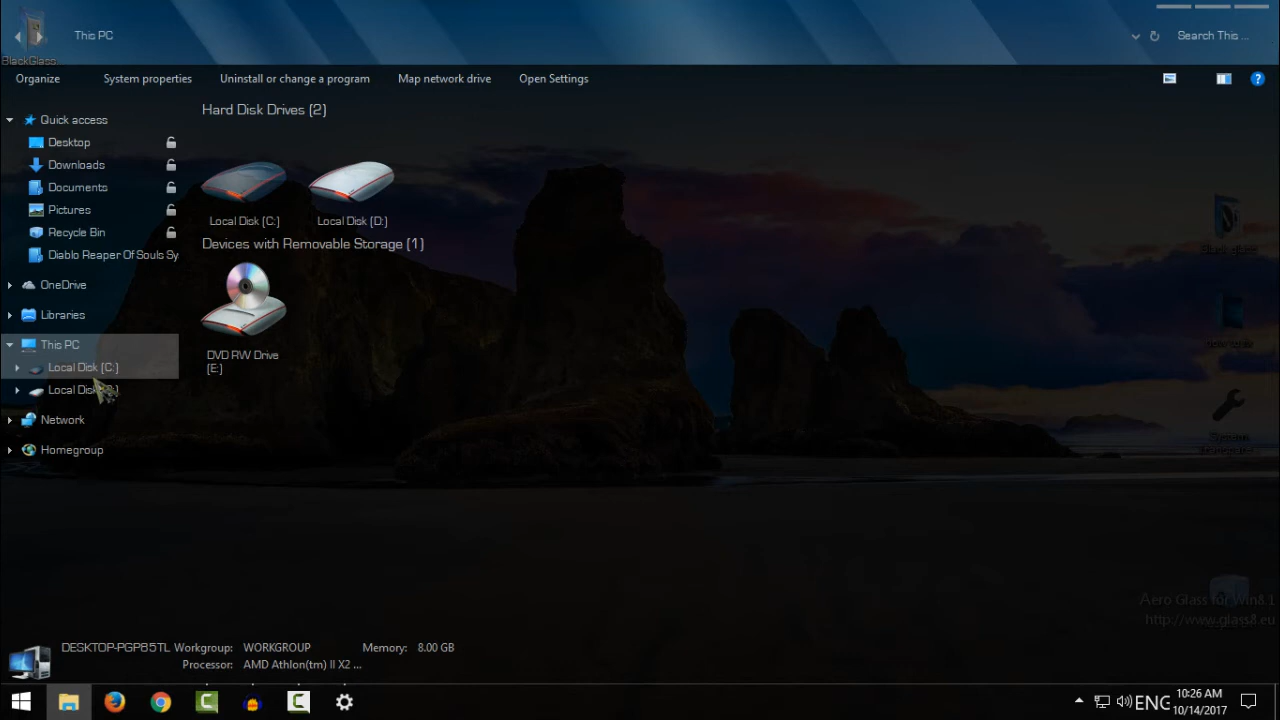 This PC
Search This ...
BlackGlass
Organize
System properties
Uninstall or change a program
Map network drive
Open Settings
Hard Disk Drives (2)
Quick access
Desktop
Downloads
Documents
Pictures
Recycle Bin
Diablo Reaper Of Souls Sy
OneDrive
Libraries
This PC
Local Disk (C:)
Local Disk
Network
Homegroup
Local Disk (C:)
Local Disk (D:)
Devices with Removable Storage (1)
DVD RW Drive
(E:)
System
Aero Glass for Win8.1
http://www.glass8.eu
DESKTOP-PGP85TL
Workgroup: WORKGROUP
Memory: 8.00 GB
Processor: AMD Athlon(tm) II X2 ...
ENG
10:26 AM
10/14/2017